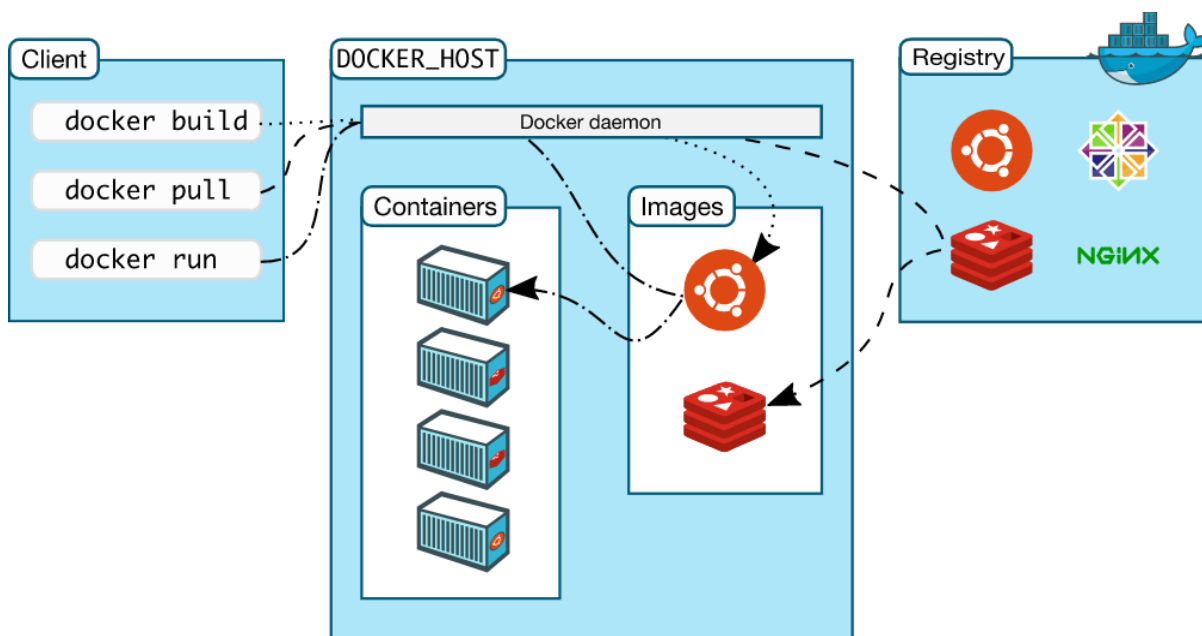 Client
docker build
docker pull
docker run
DOCKER_HOST
Docker daemon
Containers
Images
Registry
NGiNX